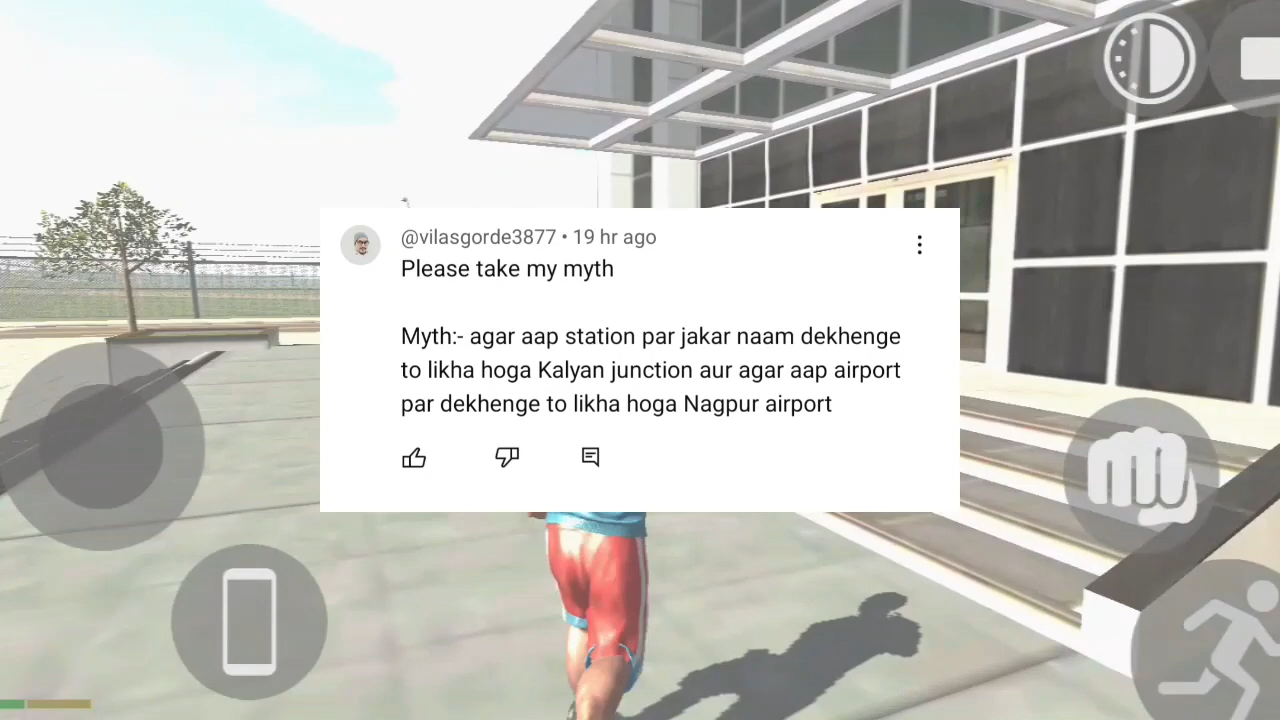 @vilasgorde3877 • 19 hr ago
Please take my myth
Myth:- agar aap station par jakar naam dekhenge
to likha hoga Kalyan junction aur agar aap airport
par dekhenge to likha hoga Nagpur airport